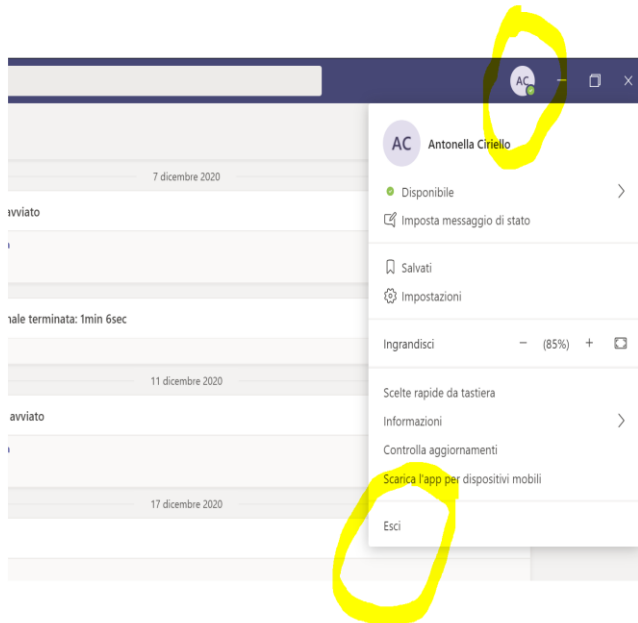 AC
AC
Antonella Ciriello
7 dicembre 2020
Disponibile
avviato
Imposta messaggio di stato
Salvati
Impostazioni
nale terminata: 1min 6sec
Ingrandisci − (85%) +
11 dicembre 2020
Scelte rapide da tastiera
avviato
Informazioni
Controlla aggiornamenti
Scarica l'app per dispositivi mobili
17 dicembre 2020
Esci